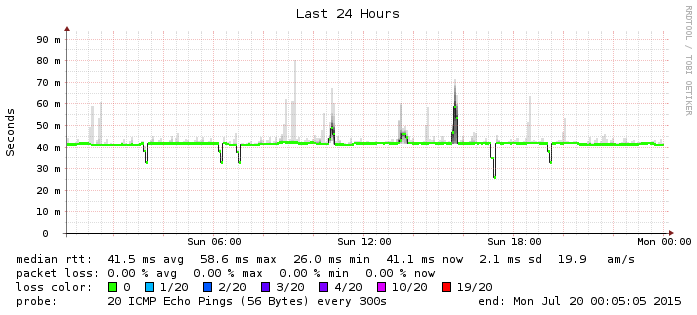 Last 24 Hours
RRDTOOL / TOBI OETIKER
Seconds
90 m
80 m
70 m
60 m
50 m
40 m
30 m
20 m
10 m
0
Sun 06:00 Sun 12:00 Sun 18:00 Mon 00:00
median rtt: 41.5 ms avg 58.6 ms max 26.0 ms min 41.1 ms now 2.1 ms sd 19.9 am/s
packet loss: 0.00 % avg 0.00 % max 0.00 % min 0.00 % now
loss color: 0 1/20 2/20 3/20 4/20 10/20 19/20
probe: 20 ICMP Echo Pings (56 Bytes) every 300s end: Mon Jul 20 00:05:05 2015